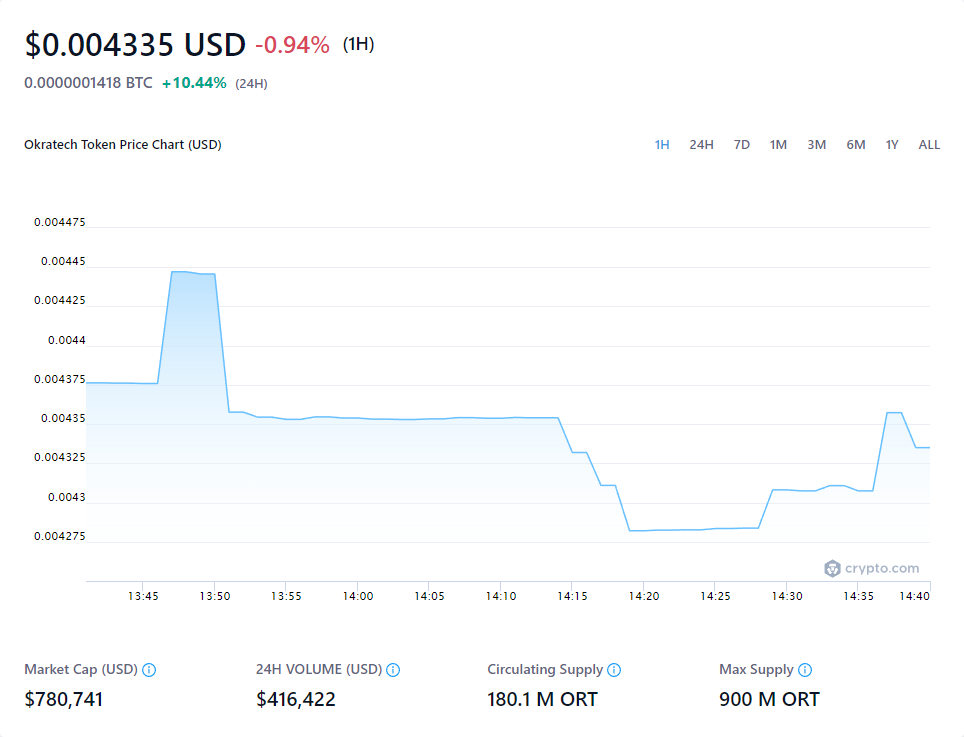 $0.004335 USD -0.94% (1H)
0.0000001418 BTC +10.44% (24H)
Okratech Token Price Chart (USD) 1H 24H 7D 1M 3M 6M 1Y ALL
0.004475
0.00445
0.004425
0.0044
0.004375
0.00435
0.004325
0.0043
0.004275
crypto.com
13:45 13:50 13:55 14:00 14:05 14:10 14:15 14:20 14:25 14:30 14:35 14:40
Market Cap (USD) 24H VOLUME (USD) Circulating Supply Max Supply
$780,741 $416,422 180.1 M ORT 900 M ORT